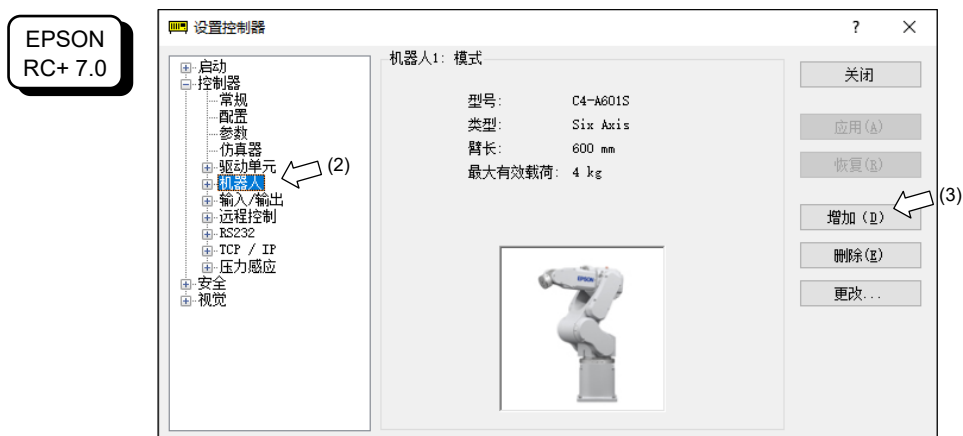 EPSON
RC+ 7.0
设置控制器
?
启动
控制器
常规
配置
参数
仿真器
驱动单元
(2)
机器人
输入/输出
远程控制
RS232
TCP / IP
压力感应
安全
视觉
机器人1: 模式
型号: C4-A601S
类型: Six Axis
臂长: 600 mm
最大有效载荷: 4 kg
EPSON
关闭
应用(A)
恢复(R)
(3)
增加 (D)
删除(E)
更改...